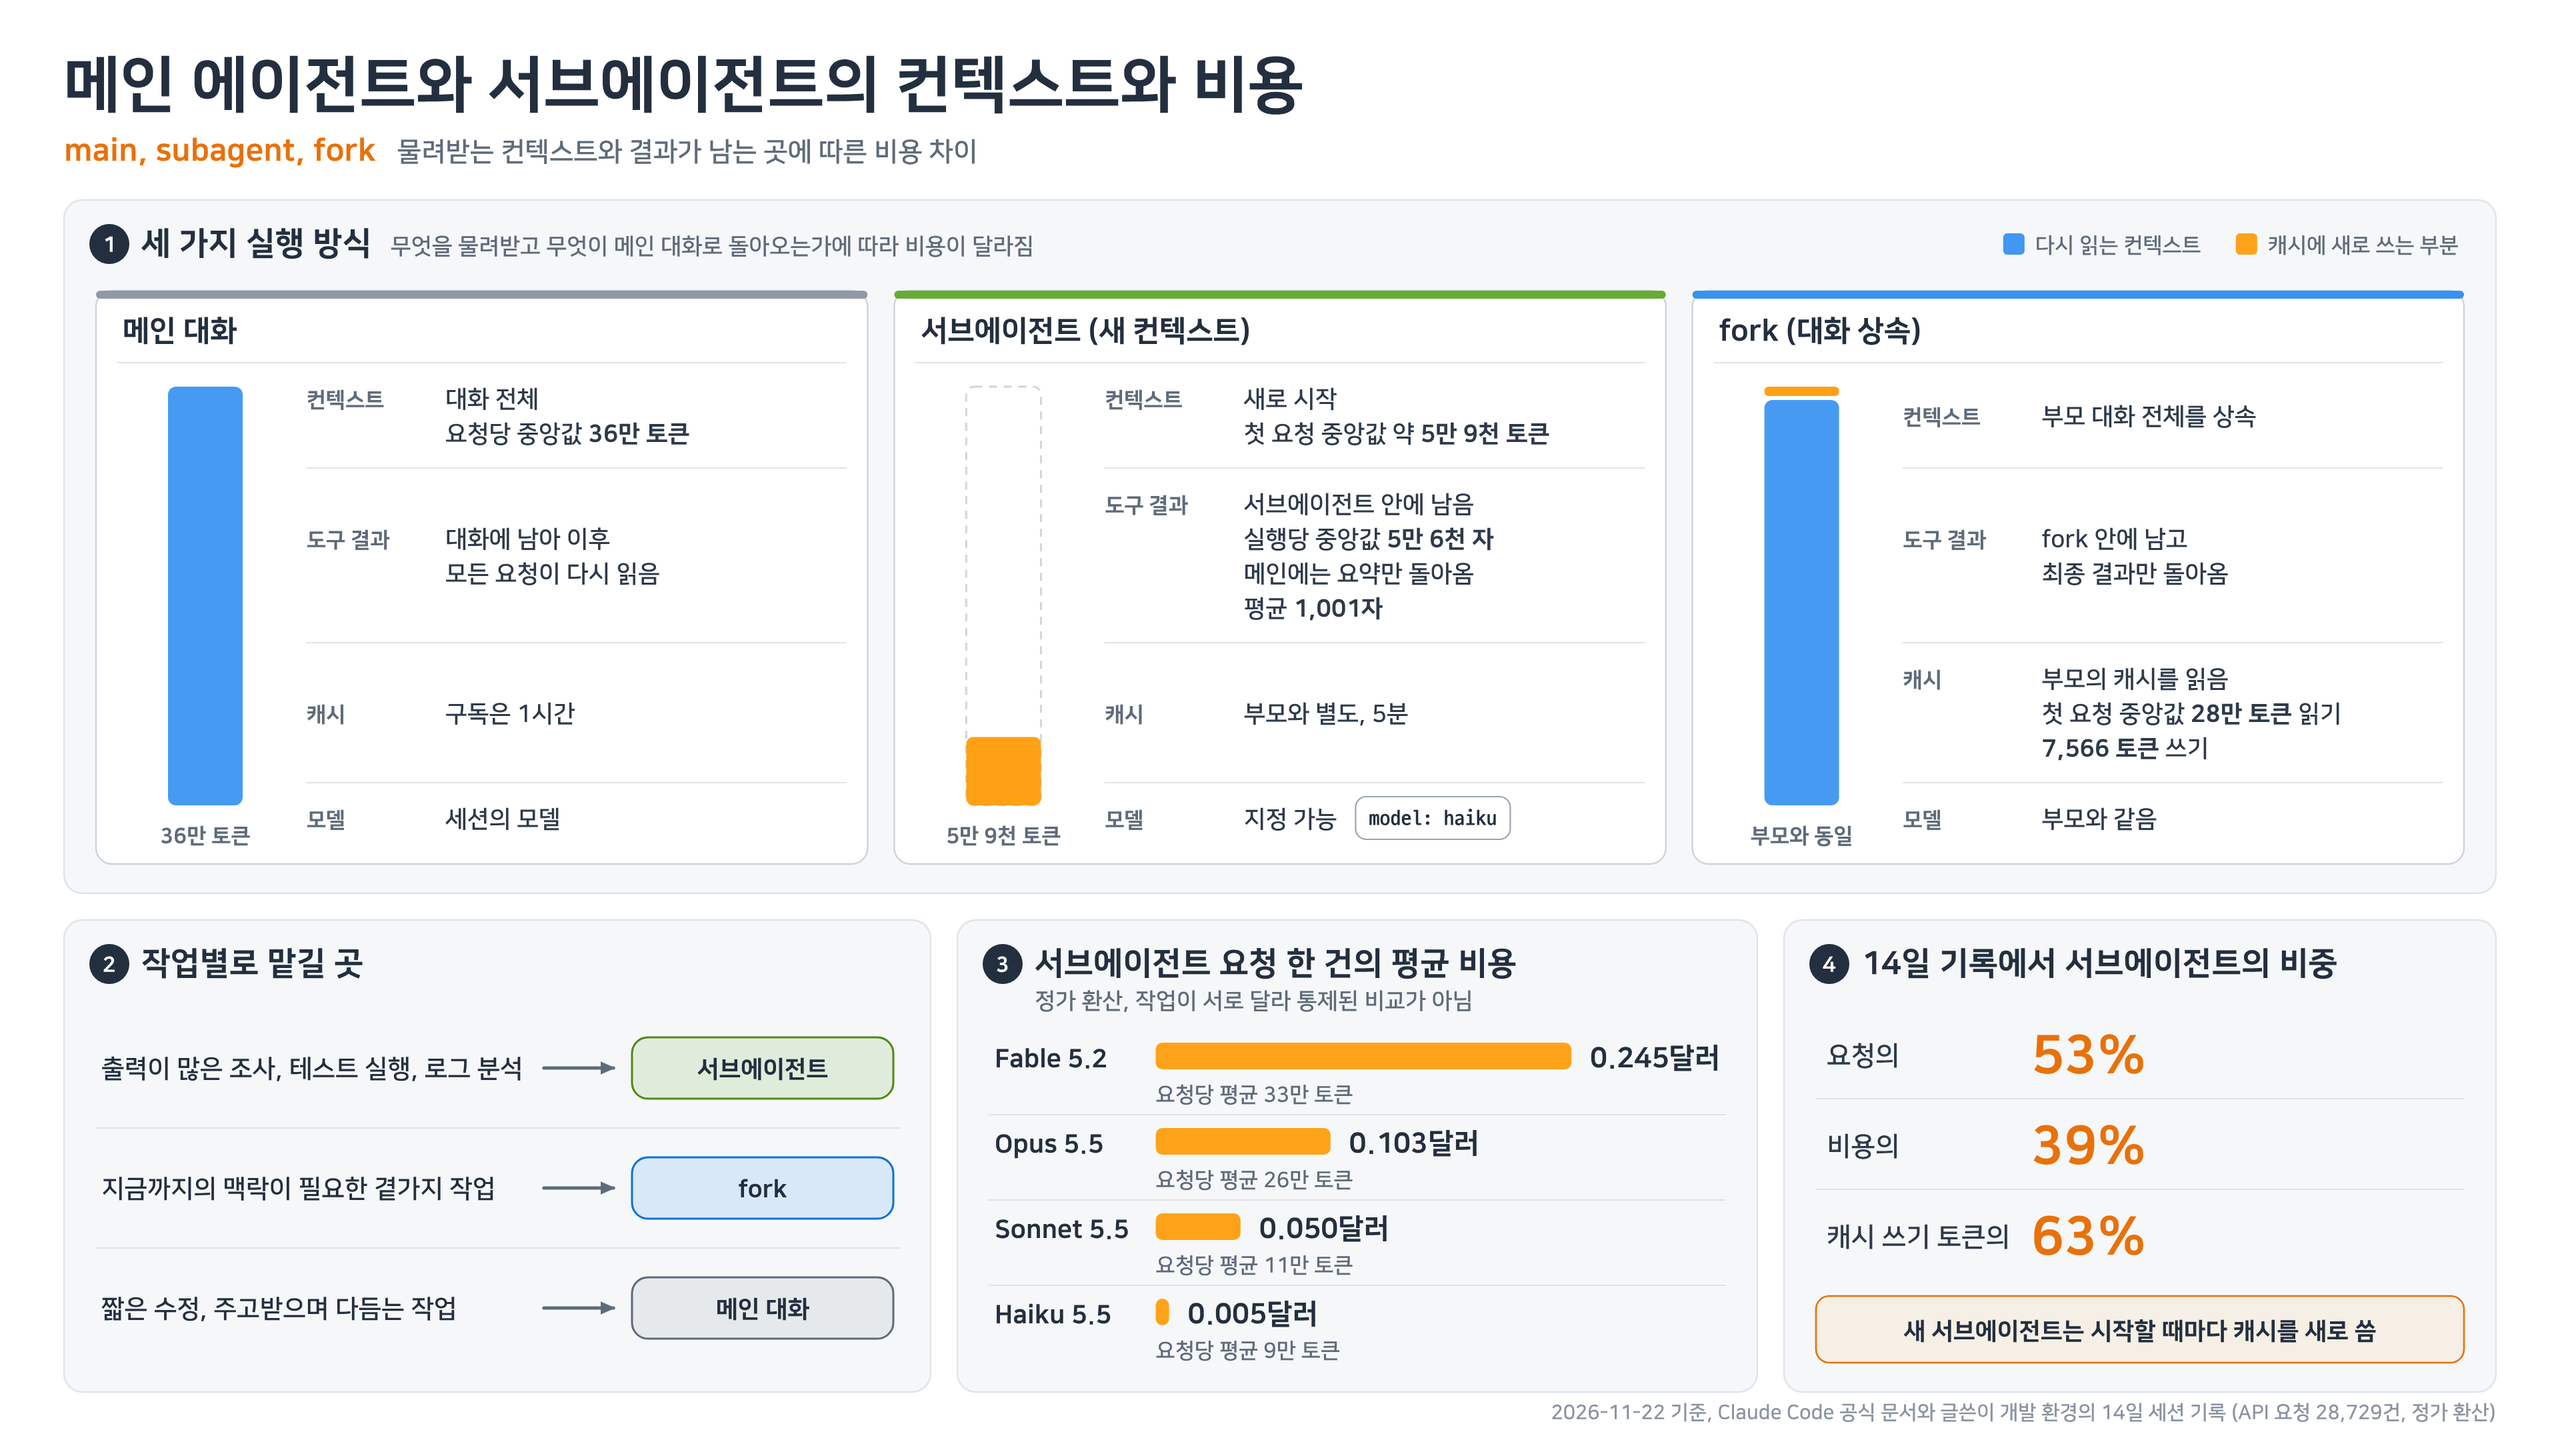 메인 에이전트와 서브에이전트의 컨텍스트와 비용
main, subagent, fork 물려받는 컨텍스트와 결과가 남는 곳에 따른 비용 차이
1 세 가지 실행 방식 무엇을 물려받고 무엇이 메인 대화로 돌아오는가에 따라 비용이 달라짐
다시 읽는 컨텍스트 캐시에 새로 쓰는 부분
메인 대화
컨텍스트 대화 전체
요청당 중앙값 36만 토큰
도구 결과 대화에 남아 이후
모든 요청이 다시 읽음
캐시 구독은 1시간
모델 세션의 모델
36만 토큰
서브에이전트 (새 컨텍스트)
컨텍스트 새로 시작
첫 요청 중앙값 약 5만 9천 토큰
도구 결과 서브에이전트 안에 남음
실행당 중앙값 5만 6천 자
메인에는 요약만 돌아옴
평균 1,001자
캐시 부모와 별도, 5분
모델 지정 가능 model: haiku
5만 9천 토큰
fork (대화 상속)
컨텍스트 부모 대화 전체를 상속
도구 결과 fork 안에 남고
최종 결과만 돌아옴
캐시 부모의 캐시를 읽음
첫 요청 중앙값 28만 토큰 읽기
7,566 토큰 쓰기
모델 부모와 같음
부모와 동일
2 작업별로 맡길 곳
출력이 많은 조사, 테스트 실행, 로그 분석 서브에이전트
지금까지의 맥락이 필요한 곁가지 작업 fork
짧은 수정, 주고받으며 다듬는 작업 메인 대화
3 서브에이전트 요청 한 건의 평균 비용
정가 환산, 작업이 서로 달라 통제된 비교가 아님
Fable 5.2 0.245달러
요청당 평균 33만 토큰
Opus 5.5 0.103달러
요청당 평균 26만 토큰
Sonnet 5.5 0.050달러
요청당 평균 11만 토큰
Haiku 5.5 0.005달러
요청당 평균 9만 토큰
4 14일 기록에서 서브에이전트의 비중
요청의 53%
비용의 39%
캐시 쓰기 토큰의 63%
새 서브에이전트는 시작할 때마다 캐시를 새로 씀
2026-11-22 기준, Claude Code 공식 문서와 글쓴이 개발 환경의 14일 세션 기록 (API 요청 28,729건, 정가 환산)